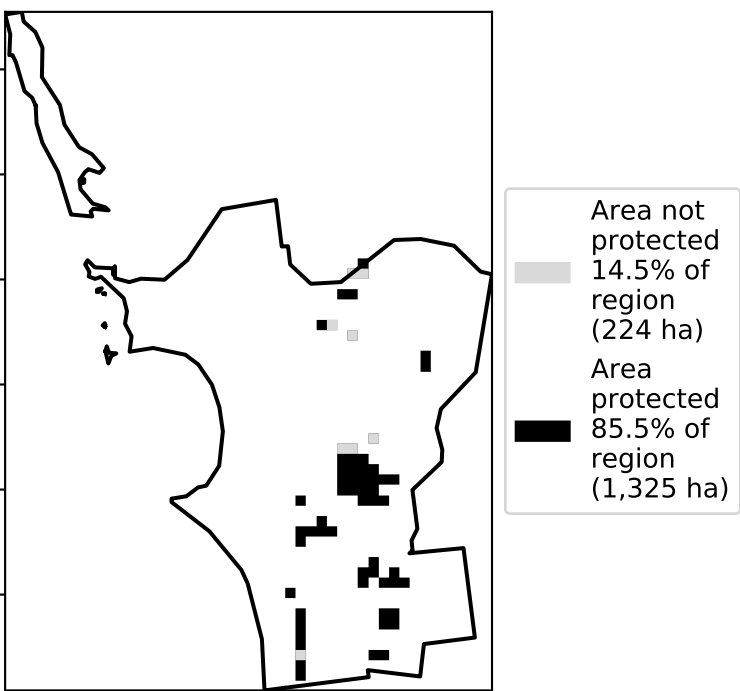 Area not
protected
14.5% of
region
(224 ha)
Area
protected
85.5% of
region
(1,325 ha)